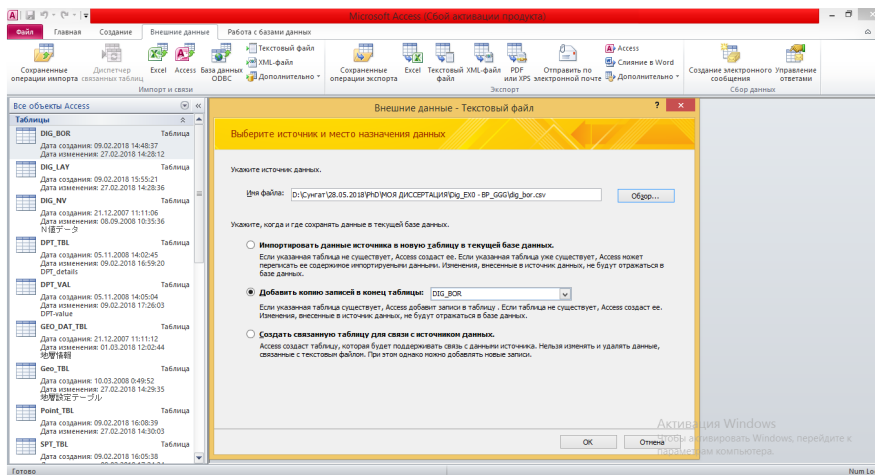 Microsoft Access (Сбой активации продукта)
Файл Главная Создание Внешние данные Работа с базами данных
Сохраненные операции импорта
Диспетчер связанных таблиц
Excel
Access
База данных ODBC
Текстовый файл
XML-файл
Дополнительно
Импорт и связи
Сохраненные операции экспорта
Excel
Текстовый файл
XML-файл
PDF или XPS
Отправить по электронной почте
Access
Слияние в Word
Дополнительно
Экспорт
Создание электронного сообщения
Управление ответами
Сбор данных
Все объекты Access
Таблицы
DIG_BOR Таблица
Дата создания: 09.02.2018 14:48:37
Дата изменения: 27.02.2018 14:28:12
DIG_LAY Таблица
Дата создания: 09.02.2018 15:55:21
Дата изменения: 27.02.2018 14:28:36
DIG_NV Таблица
Дата создания: 21.12.2007 11:11:06
Дата изменения: 08.09.2008 10:35:36
N値データ
DPT_TBL Таблица
Дата создания: 05.11.2008 14:02:45
Дата изменения: 09.02.2018 16:59:20
DPT_details
DPT_VAL Таблица
Дата создания: 05.11.2008 14:05:04
Дата изменения: 09.02.2018 17:26:03
DPT-value
GEO_DAT_TBL Таблица
Дата создания: 21.12.2007 11:11:12
Дата изменения: 01.03.2018 12:02:44
地層情報
Geo_TBL Таблица
Дата создания: 10.03.2008 0:49:52
Дата изменения: 27.02.2018 14:29:35
地層設定テーブル
Point_TBL Таблица
Дата создания: 09.02.2018 16:08:39
Дата изменения: 27.02.2018 14:30:03
SPT_TBL Таблица
Дата создания: 09.02.2018 16:05:38
Внешние данные - Текстовый файл
Выберите источник и место назначения данных
Укажите источник данных.
Имя файла: D:\Сунгат\28.05.2018\PhD\МОЯ ДИССЕРТАЦИЯ\Dig_EX0 - BP_GGG\dig_bor.csv Обзор...
Укажите, когда и где сохранять данные в текущей базе данных.
Импортировать данные источника в новую таблицу в текущей базе данных.
Если указанная таблица не существует, Access создаст ее. Если указанная таблица уже существует, Access может
переписать ее содержимое импортируемыми данными. Изменения, внесенные в источник данных, не будут отражаться в
базе данных.
Добавить копию записей в конец таблицы: DIG_BOR
Если указанная таблица существует, Access добавит записи в таблицу . Если таблица не существует, Access создаст ее.
Изменения, внесенные в источник данных, не будут отражаться в базе данных.
Создать связанную таблицу для связи с источником данных.
Access создаст таблицу, которая будет поддерживать связь с данными источника. Нельзя изменять и удалять данные,
связанные с текстовым файлом. При этом однако можно добавлять новые записи.
ОК Отмена
Активация Windows
Чтобы активировать Windows, перейдите к
параметрам компьютера.
Готово Num Lo